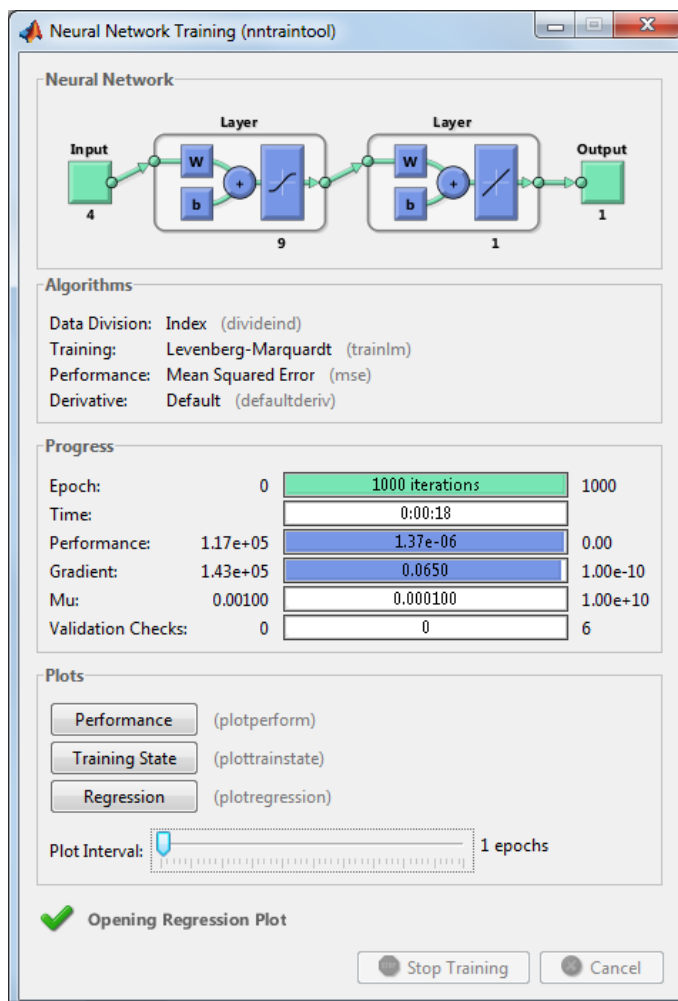 Neural Network Training (nntraintool)
Neural Network
Layer Layer
Input Output
W W
+ +
b b
4 9 1 1
Algorithms
Data Division: Index (divideind)
Training: Levenberg-Marquardt (trainlm)
Performance: Mean Squared Error (mse)
Derivative: Default (defaultderiv)
Progress
Epoch: 0 1000 iterations 1000
Time: 0:00:18
Performance: 1.17e+05 1.37e-06 0.00
Gradient: 1.43e+05 0.0650 1.00e-10
Mu: 0.00100 0.000100 1.00e+10
Validation Checks: 0 0 6
Plots
Performance (plotperform)
Training State (plottrainstate)
Regression (plotregression)
Plot Interval: 1 epochs
Opening Regression Plot
Stop Training Cancel